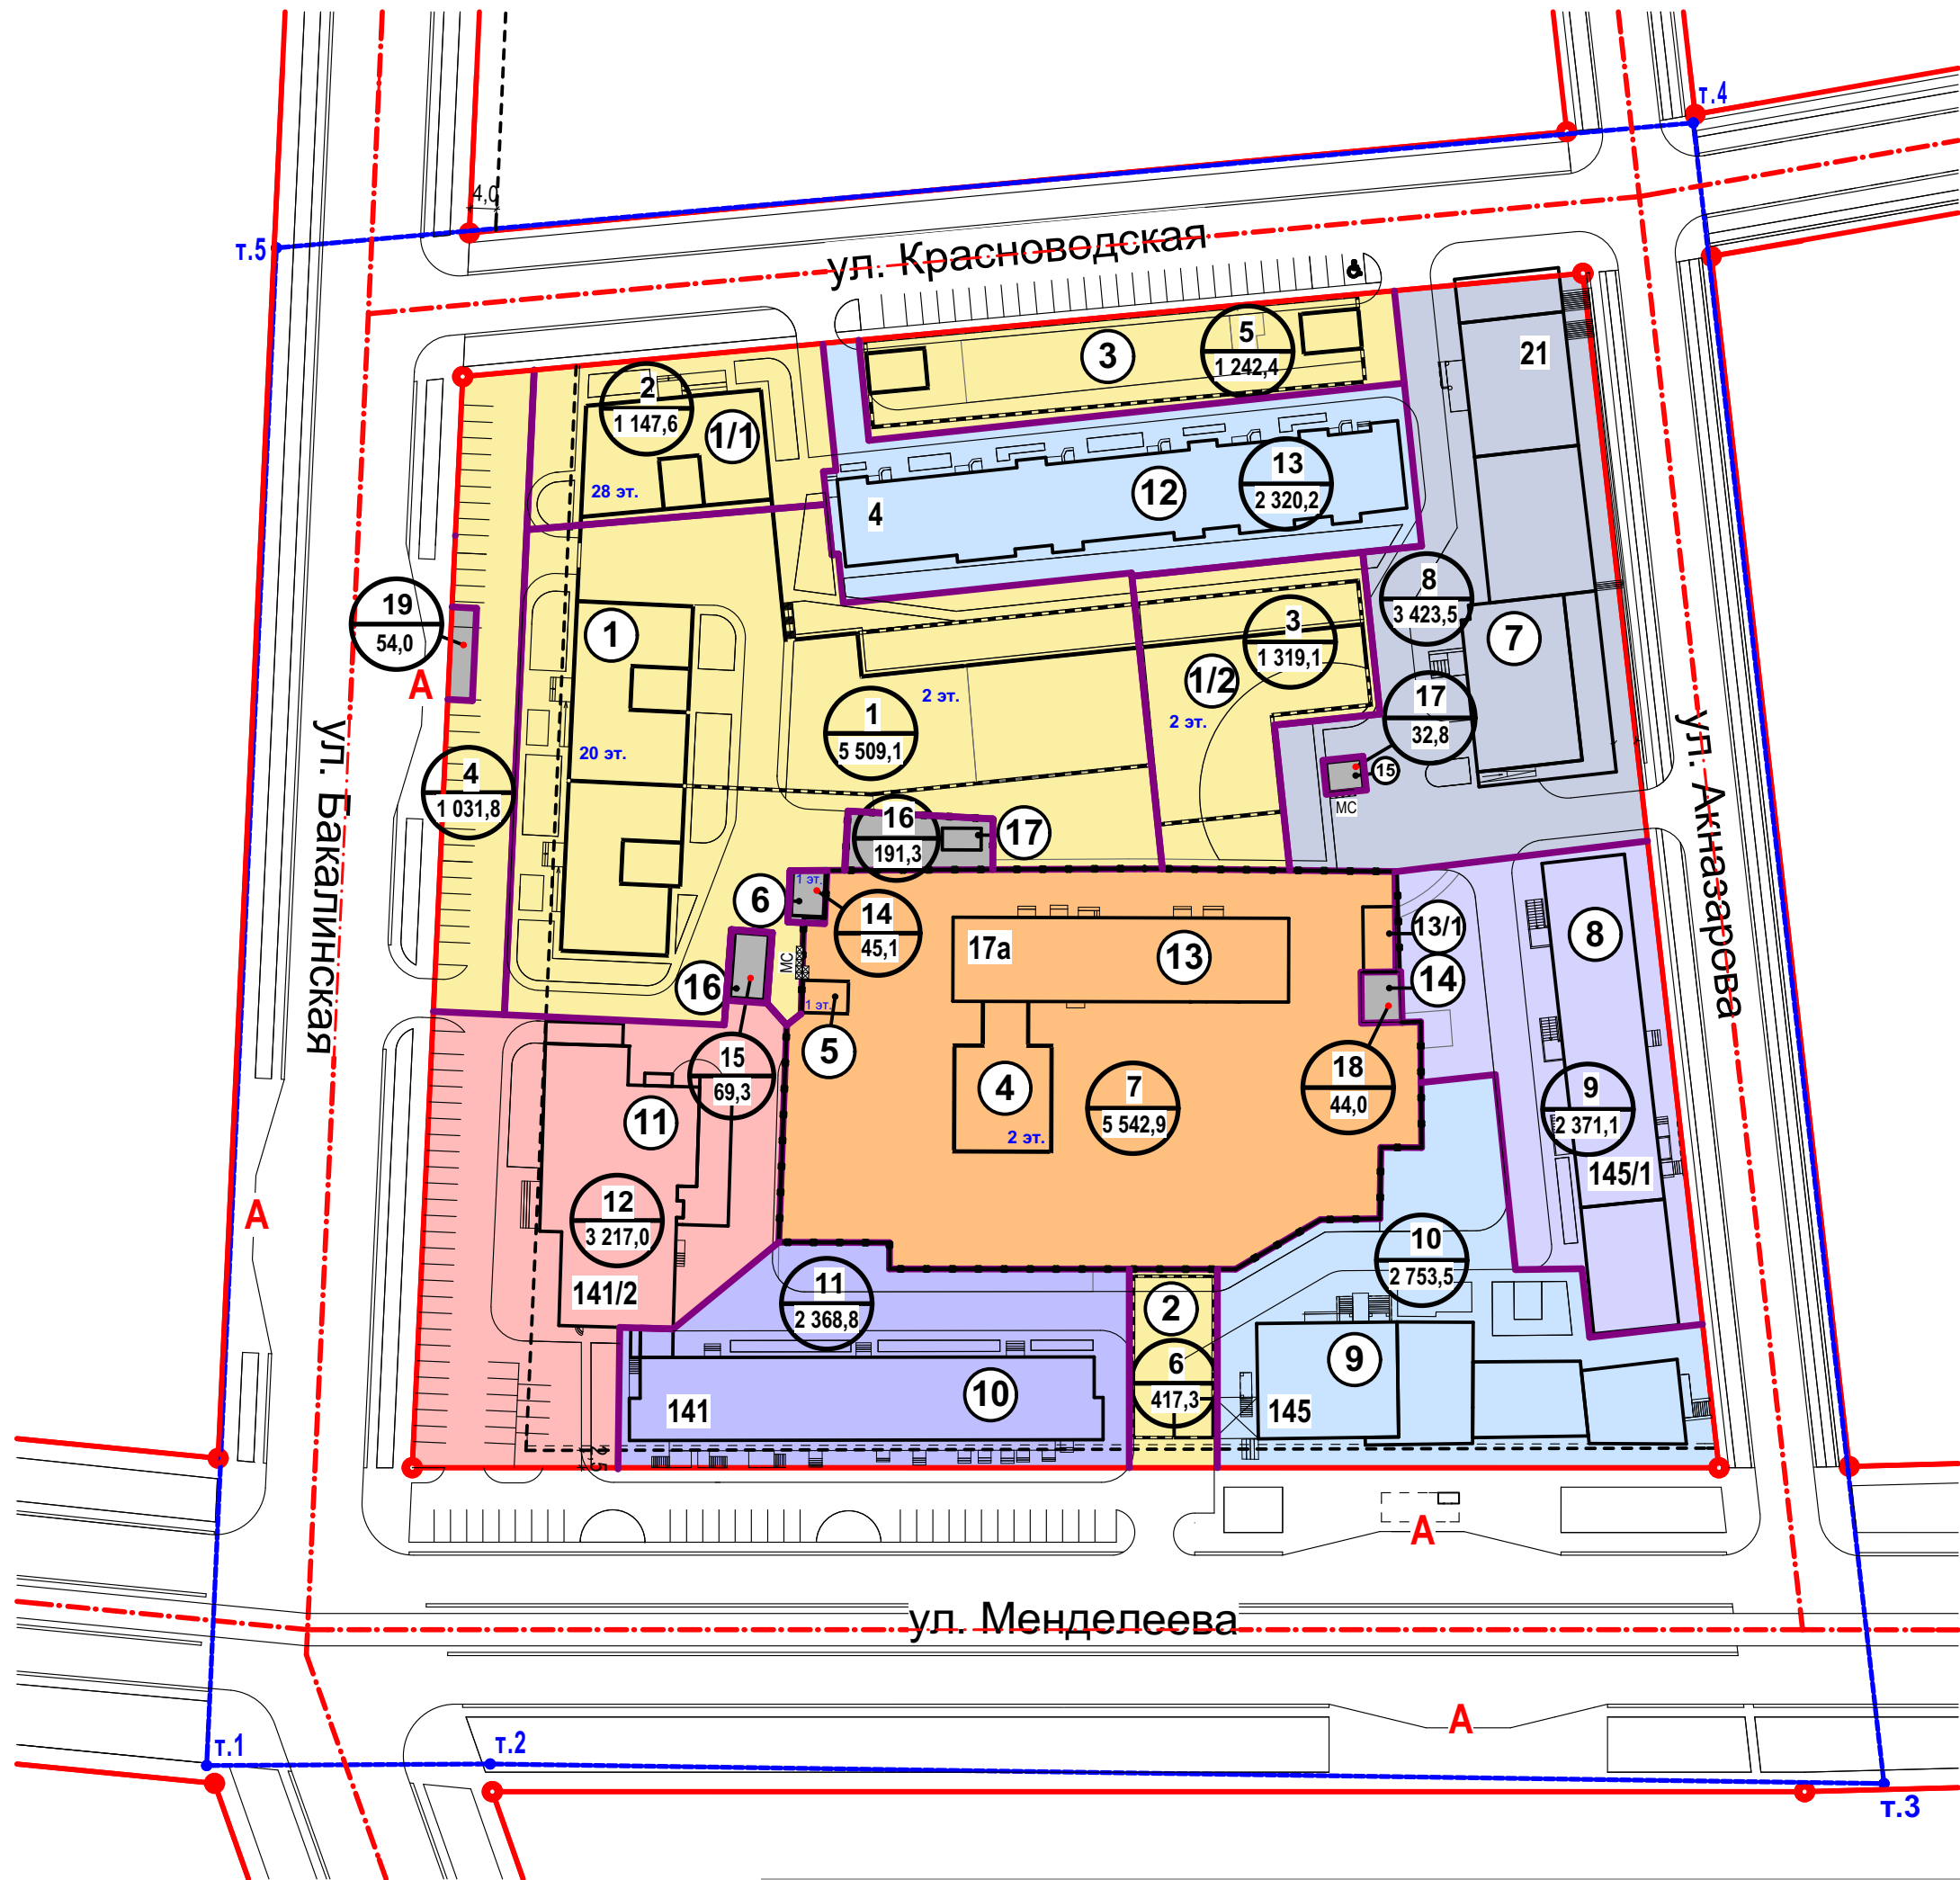 т.4
4,0
т.5
ул. Красноводская
5
1 242,4
3
21
2
1 147,6
1/1
28 эт.
13
2 320,2
12
4
8
3 423,5
19
54,0
1
3
1 319,1
7
1/2
А
2 эт.
2 эт.
17
32,8
1
5 509,1
20 эт.
15
МС
4
1 031,8
ул. Бакалинская
ул. Акназарова
16
191,3
17
1 эт.
6
14
45,1
13/1
8
17а
13
МС
16
14
1 эт.
5
15
69,3
4
7
5 542,9
18
44,0
9
2 371,1
11
2 эт.
145/1
12
3 217,0
А
10
2 753,5
141/2
11
2 368,8
2
9
6
417,3
10
141
145
2,5
А
ул. Менделеева
А
т.1
т.2
т.3